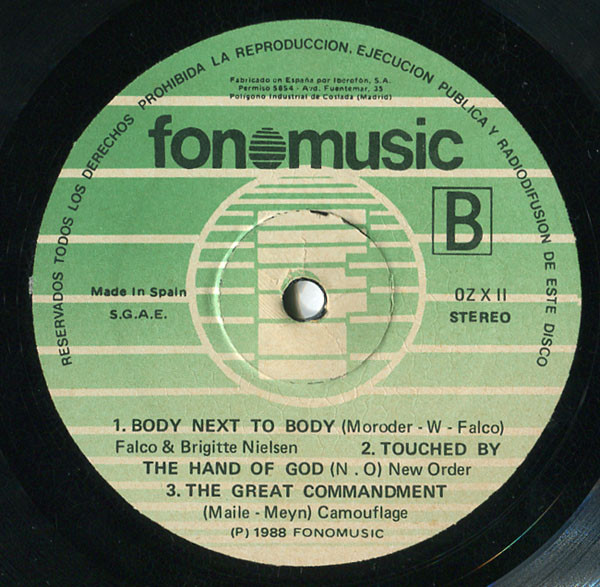 RESERVADOS TODOS LOS DERECHOS PROHIBIDA LA REPRODUCCION, EJECUCION PUBLICA Y RADIODIFUSION DE ESTE DISCO
Fabricado en España por Iberofón, S.A.
Permiso 5854 - Avd. Fuentemar, 35
Polígono Industrial de Coslada (Madrid)
fonomusic
B
Made in Spain
S.G.A.E.
OZ X II
STEREO
1. BODY NEXT TO BODY (Moroder - W - Falco)
Falco & Brigitte Nielsen 2. TOUCHED BY
THE HAND OF GOD (N . O) New Order
3. THE GREAT COMMANDMENT
(Maile - Meyn) Camouflage
(P) 1988 FONOMUSIC